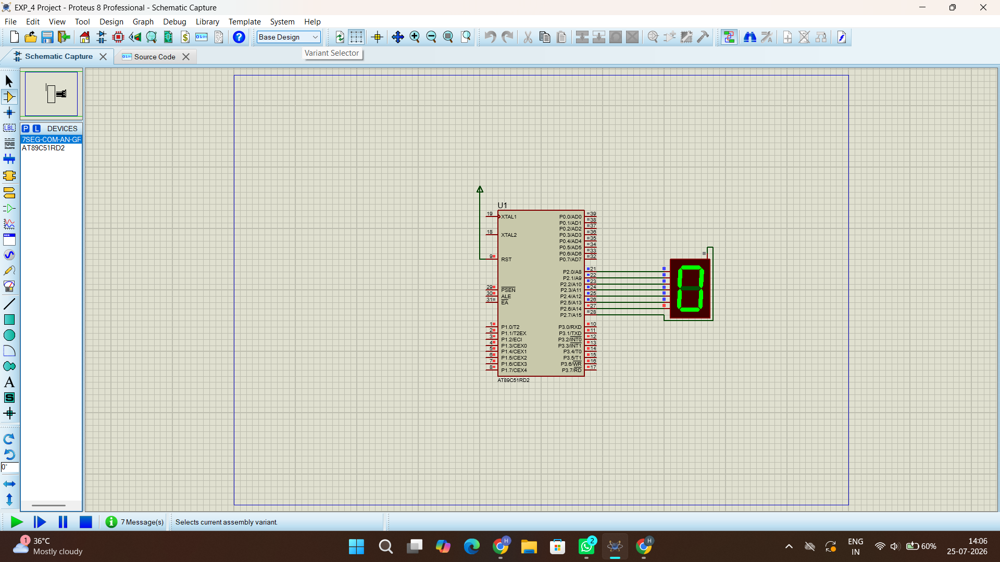 EXP_4 Project - Proteus 8 Professional - Schematic Capture
File Edit View Tool Design Graph Debug Library Template System Help
Base Design
Variant Selector
Schematic Capture
Source Code
P L DEVICES
7SEG-COM-AN-GF
AT89C51RD2
LBL
A
S
0°
U1
19 XTAL1
18 XTAL2
9 RST
29 PSEN
30 ALE
31 EA
1 P1.0/T2
2 P1.1/T2EX
3 P1.2/ECI
4 P1.3/CEX0
5 P1.4/CEX1
6 P1.5/CEX2
7 P1.6/CEX3
8 P1.7/CEX4
P0.0/AD0 39
P0.1/AD1 38
P0.2/AD2 37
P0.3/AD3 36
P0.4/AD4 35
P0.5/AD5 34
P0.6/AD6 33
P0.7/AD7 32
P2.0/A8 21
P2.1/A9 22
P2.2/A10 23
P2.3/A11 24
P2.4/A12 25
P2.5/A13 26
P2.6/A14 27
P2.7/A15 28
P3.0/RXD 10
P3.1/TXD 11
P3.2/INT0 12
P3.3/INT1 13
P3.4/T0 14
P3.5/T1 15
P3.6/WR 16
P3.7/RD 17
AT89C51RD2
0
7 Message(s)
Selects current assembly variant.
1
36°C
Mostly cloudy
H
2
H
ENG
IN
60%
14:06
25-07-2026